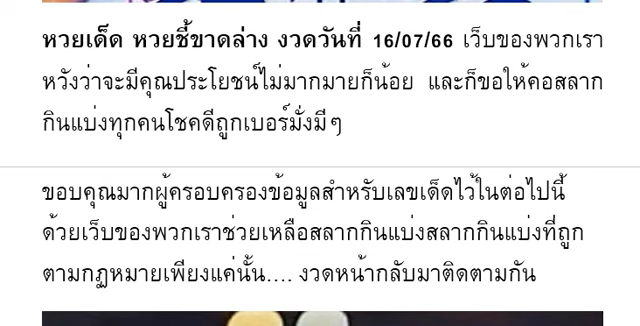 หวยเด็ด หวยชี้ขาดล่าง งวดวันที่ 16/07/66 เว็บของพวกเรา
หวังว่าจะมีคุณประโยชน์ไม่มากมายก็น้อย และก็ขอให้คอสลาก
กินแบ่งทุกคนโชคดีถูกเบอร์มั่งมีๆ
ขอบคุณมากผู้ครอบครองข้อมูลสำหรับเลขเด็ดไว้ในต่อไปนี้
ด้วยเว็บของพวกเราช่วยเหลือสลากกินแบ่งสลากกินแบ่งที่ถูก
ตามกฏหมายเพียงแค่นั้น.... งวดหน้ากลับมาติดตามกัน